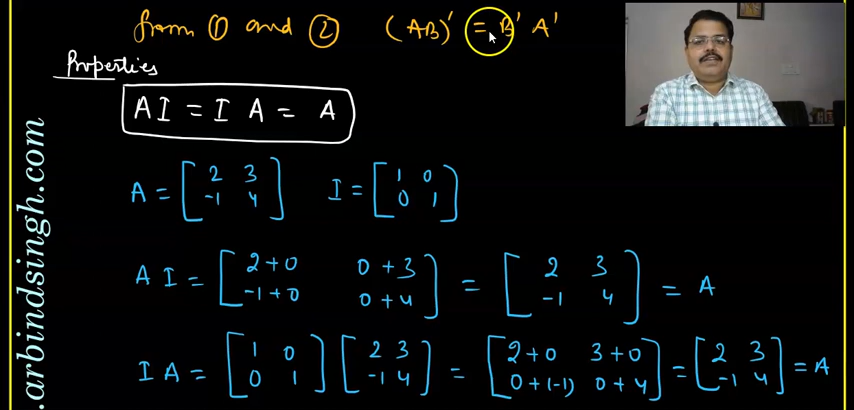 from ① and ② (AB)' = B' A'
Properties
AI = I A = A
A = [2 3; -1 4] I = [1 0; 0 1]
A I = [2+0 0+3; -1+0 0+4] = [2 3; -1 4] = A
I A = [1 0; 0 1] [2 3; -1 4] = [2+0 3+0; 0+(-1) 0+4] = [2 3; -1 4] = A
.arbindsingh.com